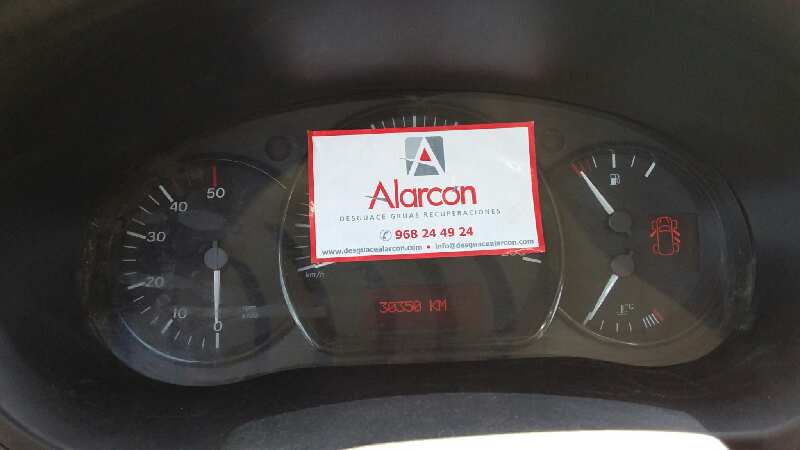 A
Alarcon
DESGUACE GRUAS RECUPERACIONES
✆ 968 24 49 24
www.desguacealarcon.com • info@desguacealarcon.com
50
40
30
20
10
0
km/h
30350 KM
°C